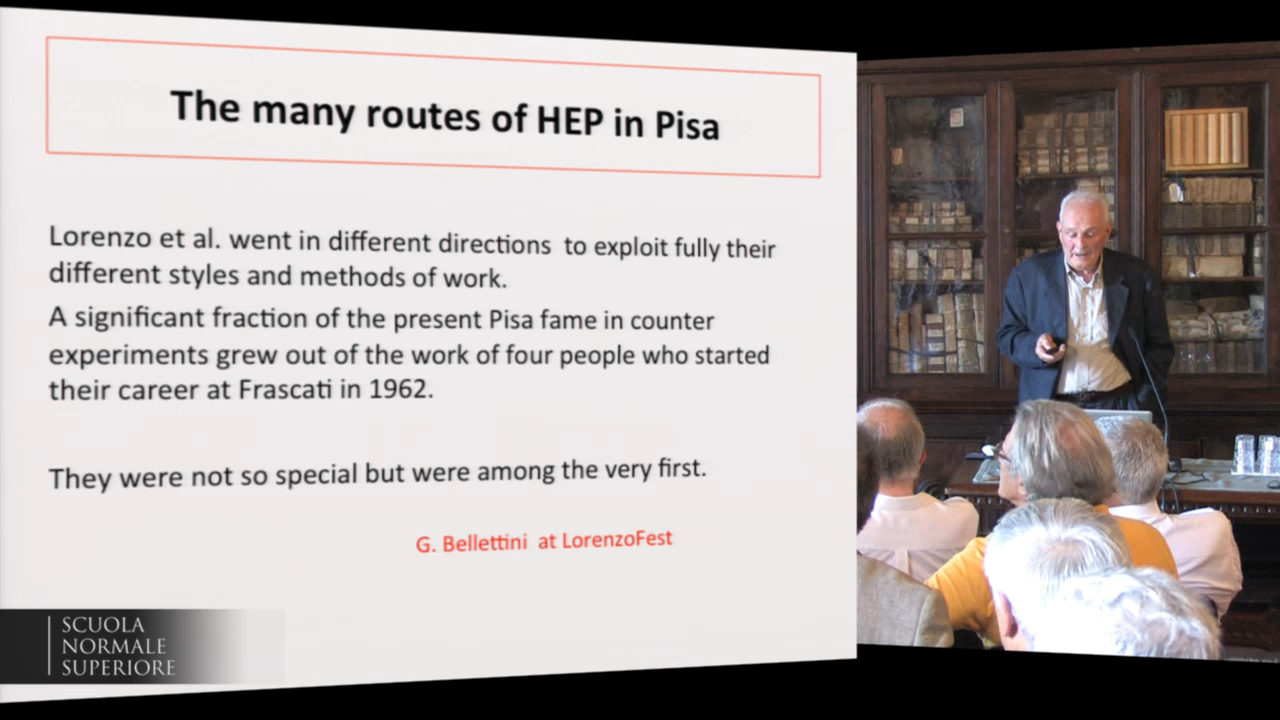 The many routes of HEP in Pisa
Lorenzo et al. went in different directions to exploit fully their
different styles and methods of work.
A significant fraction of the present Pisa fame in counter
experiments grew out of the work of four people who started
their career at Frascati in 1962.
They were not so special but were among the very first.
G. Bellettini at LorenzoFest
SCUOLA
NORMALE
SUPERIORE